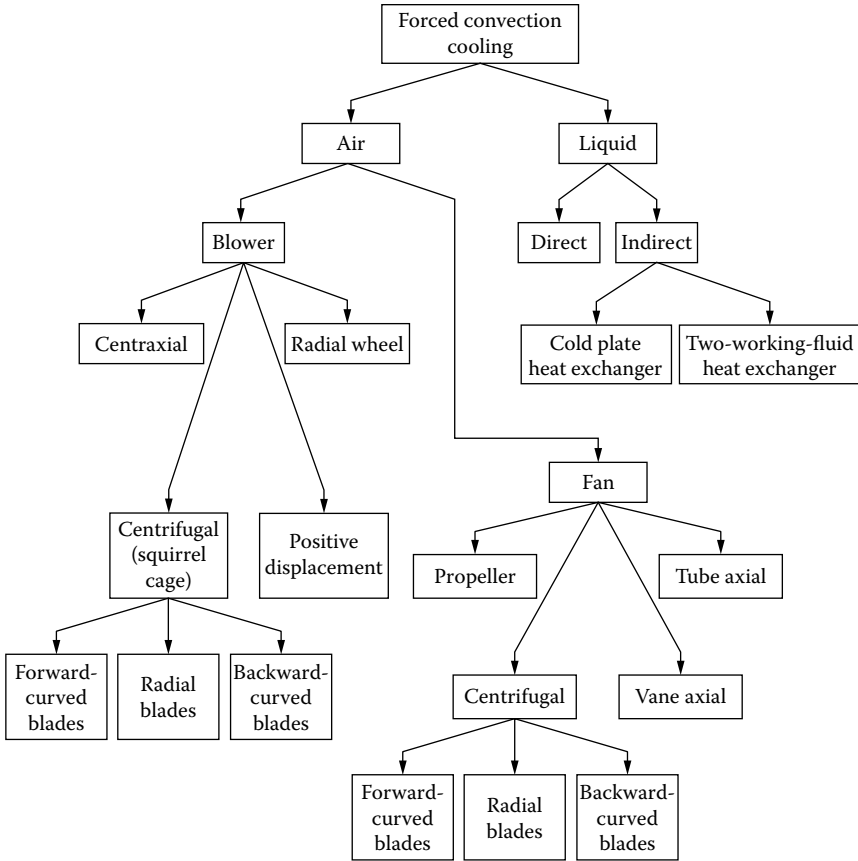 Forced convection
cooling
Air
Liquid
Blower
Direct
Indirect
Centraxial
Radial wheel
Cold plate
heat exchanger
Two-working-fluid
heat exchanger
Fan
Centrifugal
(squirrel
cage)
Positive
displacement
Propeller
Tube axial
Forward-
curved
blades
Radial
blades
Backward-
curved
blades
Centrifugal
Vane axial
Forward-
curved
blades
Radial
blades
Backward-
curved
blades